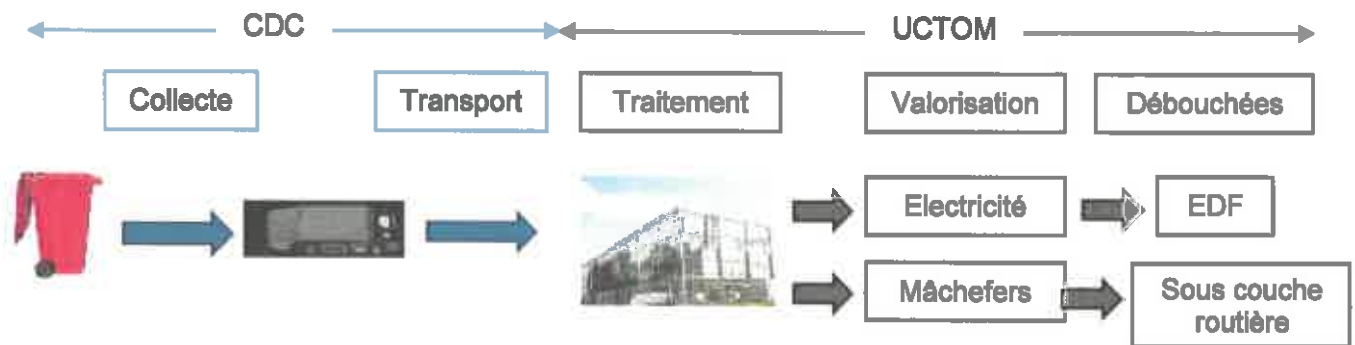 CDC
UCTOM
Collecte
Transport
Traitement
Valorisation
Débouchées
Electricité
EDF
Mâchefers
Sous couche
routière